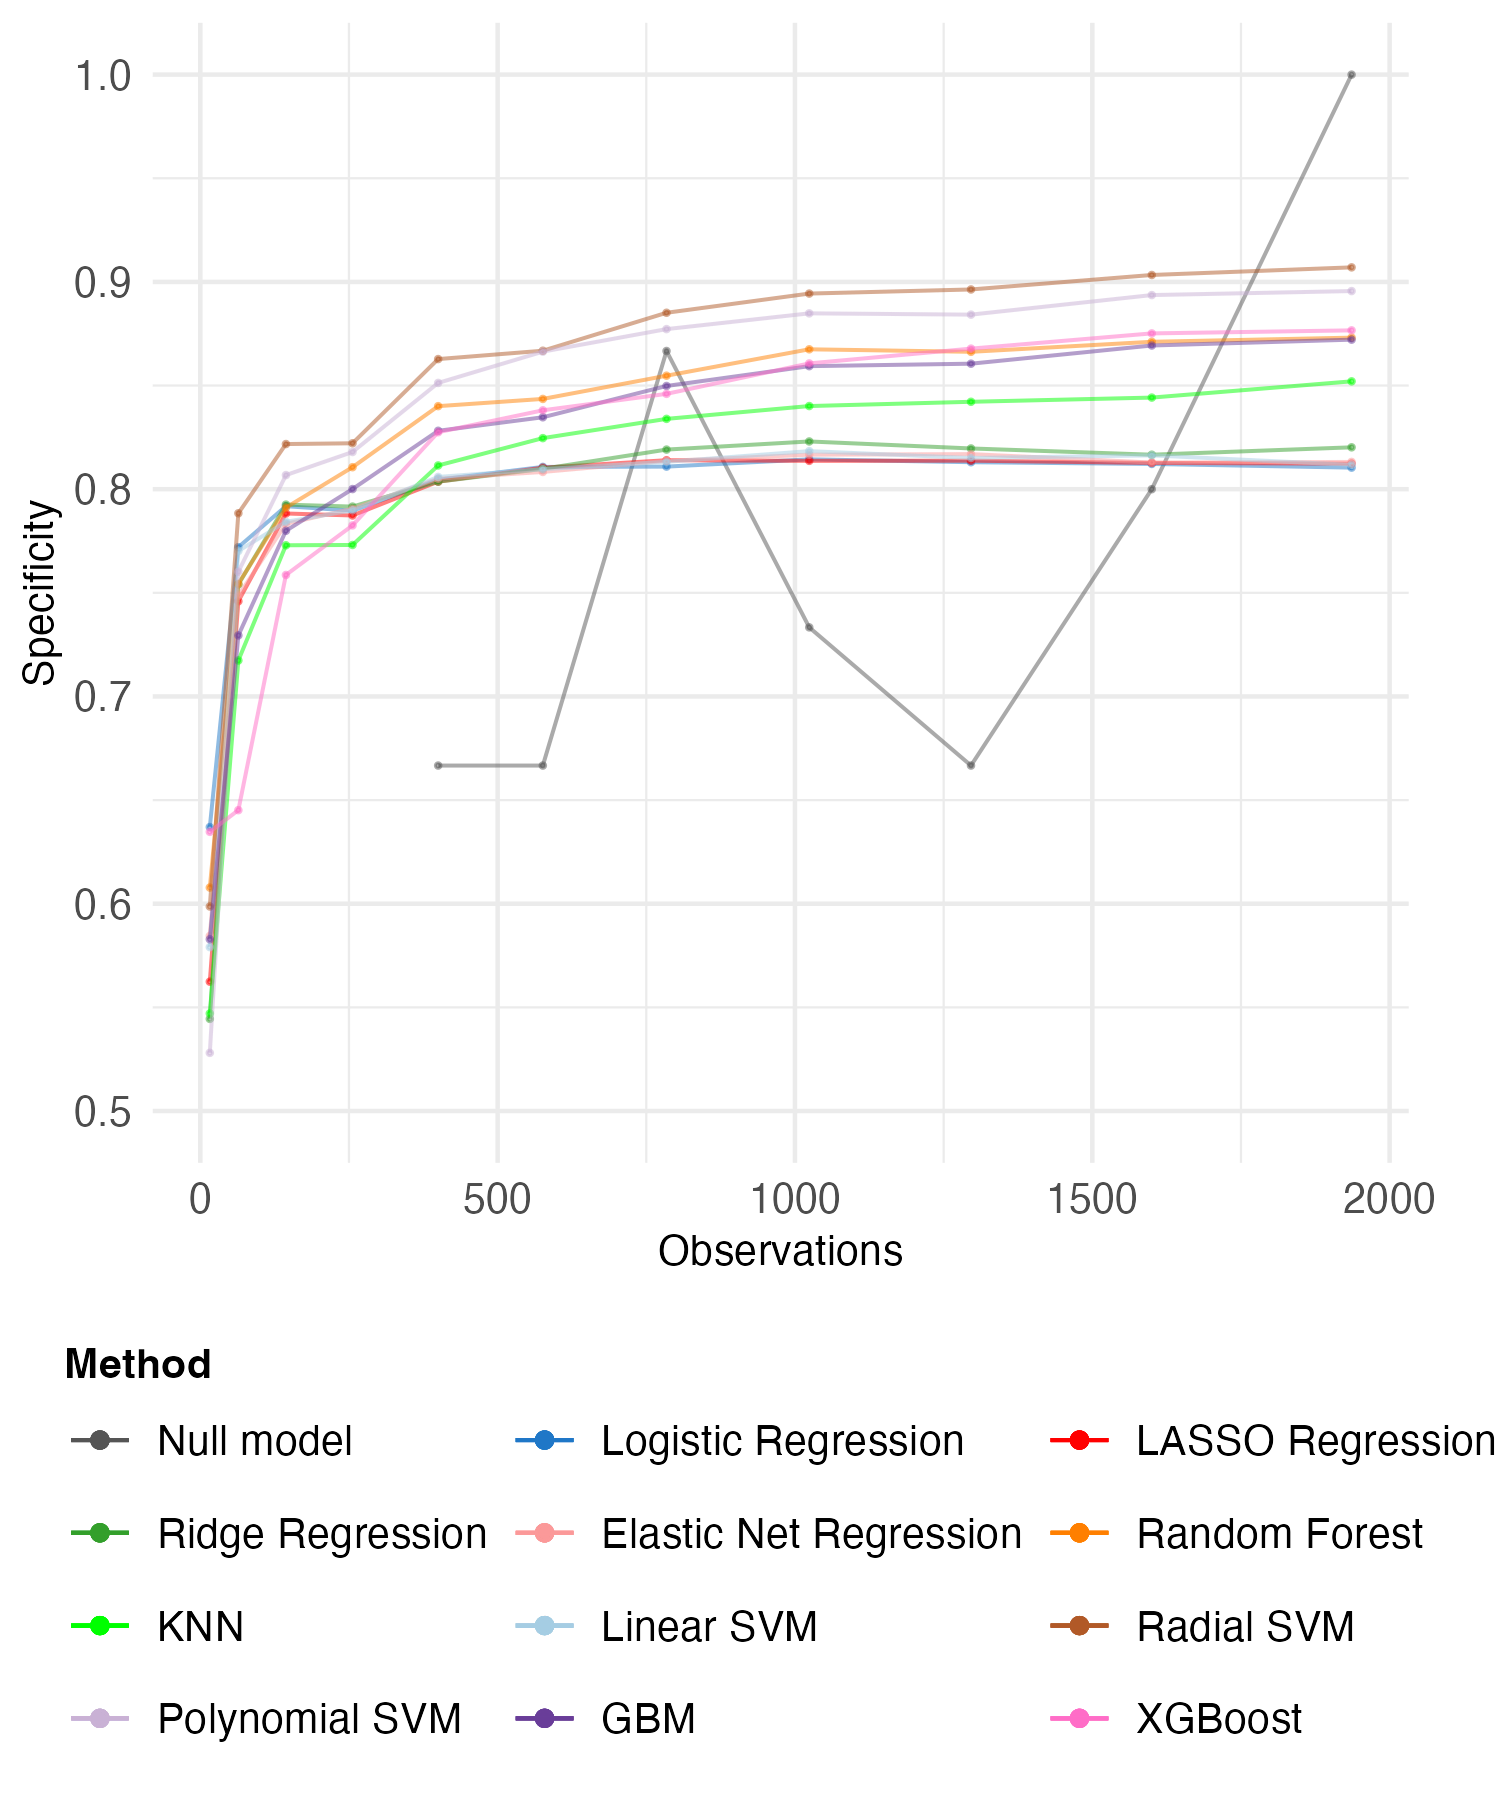 1.0
0.9
0.8
0.7
0.6
0.5
Specificity
0 500 1000 1500 2000
Observations
Method
Null model Logistic Regression LASSO Regression
Ridge Regression Elastic Net Regression Random Forest
KNN Linear SVM Radial SVM
Polynomial SVM GBM XGBoost